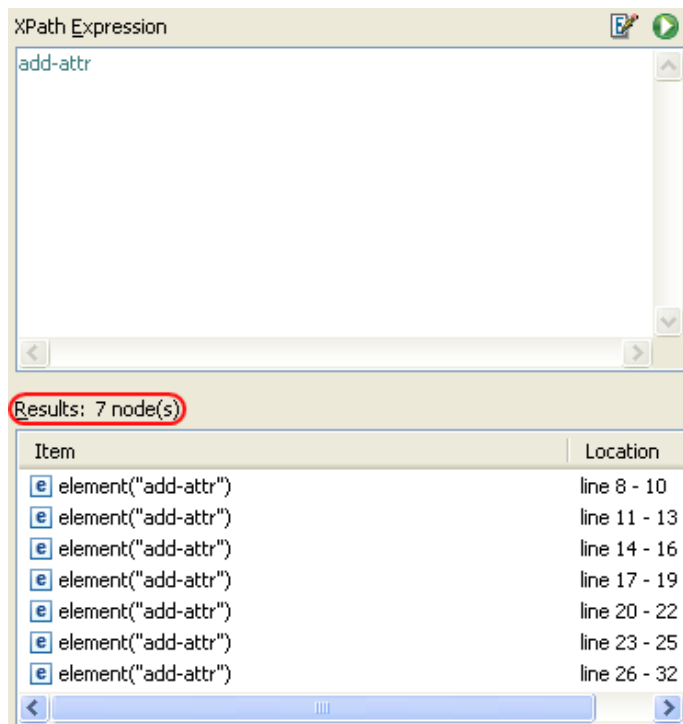 XPath Expression
add-attr
Results: 7 node(s)
Item Location
element("add-attr") line 8 - 10
element("add-attr") line 11 - 13
element("add-attr") line 14 - 16
element("add-attr") line 17 - 19
element("add-attr") line 20 - 22
element("add-attr") line 23 - 25
element("add-attr") line 26 - 32